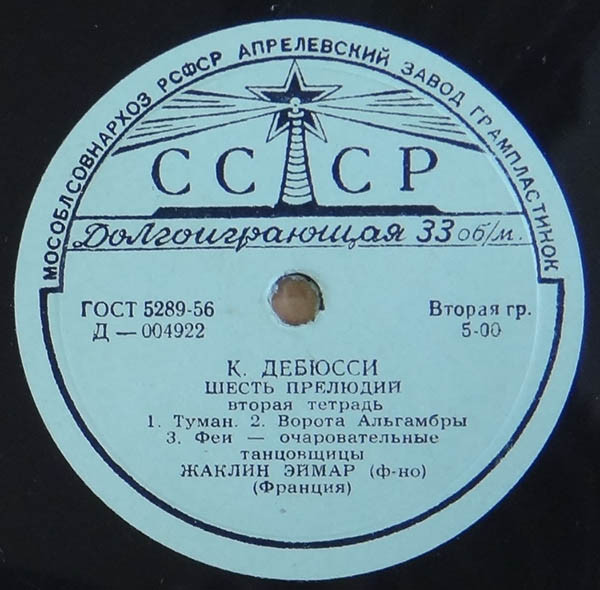 МОСОБЛСОВНАРХОЗ РСФСР АПРЕЛЕВСКИЙ ЗАВОД ГРАМПЛАСТИНОК
СССР
Долгоиграющая 33 об/м.
ГОСТ 5289-56
Д — 004922
Вторая гр.
5-00
К. ДЕБЮССИ
ШЕСТЬ ПРЕЛЮДИЙ
вторая тетрадь
1. Туман. 2. Ворота Альгамбры
3. Феи — очаровательные
танцовщицы
ЖАКЛИН ЭЙМАР (ф-но)
(Франция)